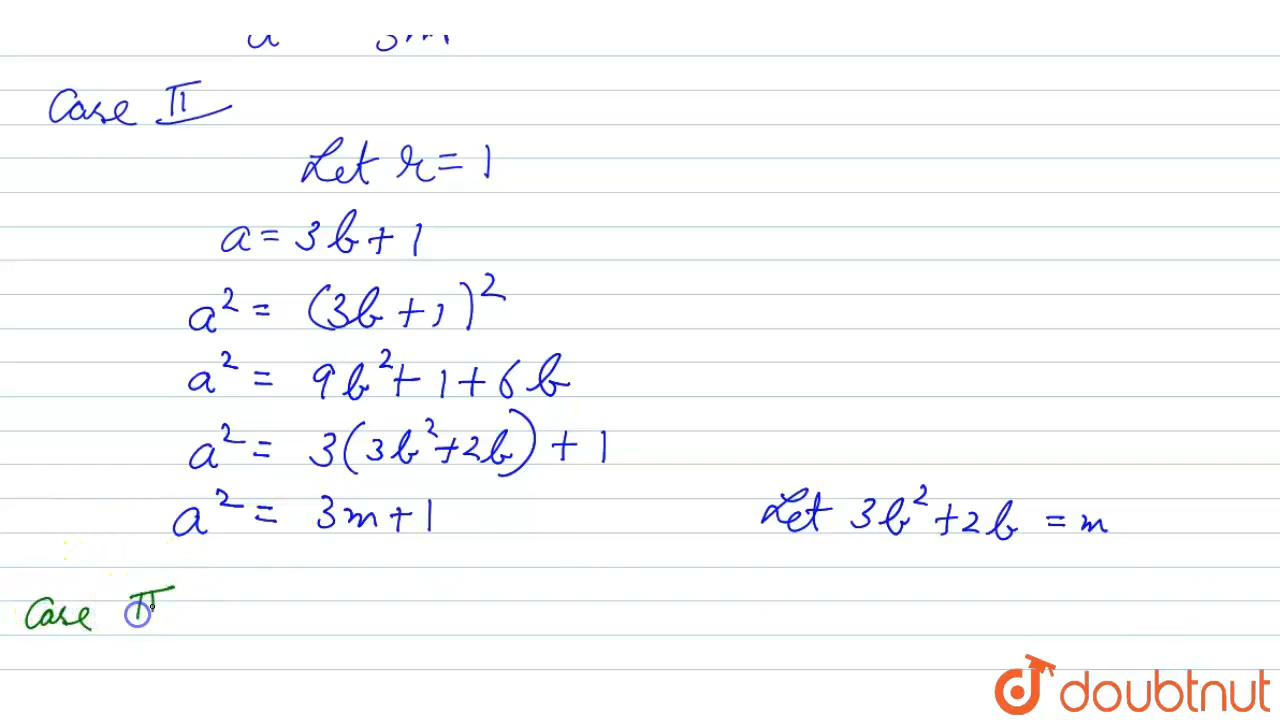 Case II
Let r = 1
a = 3b + 1
a² = (3b + 1)²
a² = 9b² + 1 + 6b
a² = 3(3b² + 2b) + 1
a² = 3m + 1
Let 3b² + 2b = m
Case II
doubtnut